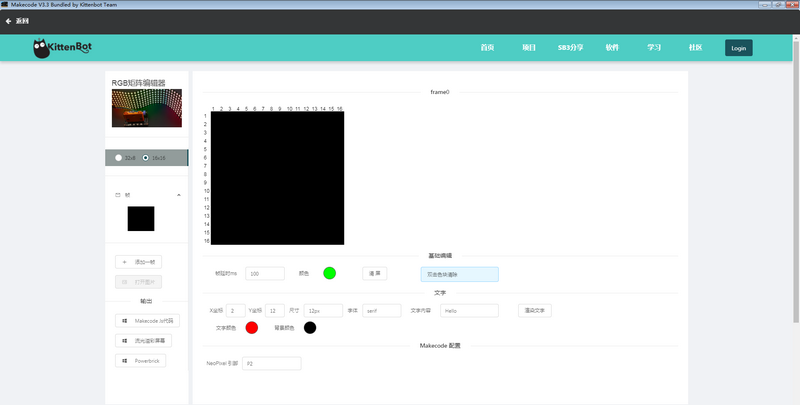 Makecode V3.3 Bundled by Kittenbot Team
返回
KittenBot
首页 项目 SB3分享 软件 学习 社区 Login
RGB矩阵编辑器
frame0
1 2 3 4 5 6 7 8 9 10 11 12 13 14 15 16
1
2
3
4
5
6
7
8
9
10
11
12
13
14
15
16
32x8 16x16
帧
添加一帧
打开图片
输出
Makecode Js代码
流光溢彩屏幕
Powerbrick
基础编辑
帧延时ms 100 颜色 清 屏 双击色块清除
文字
X坐标 2 Y坐标 12 尺寸 12px 字体 serif 文字内容 Hello 渲染文字
文字颜色 背景颜色
Makecode 配置
NeoPixel 引脚 P2